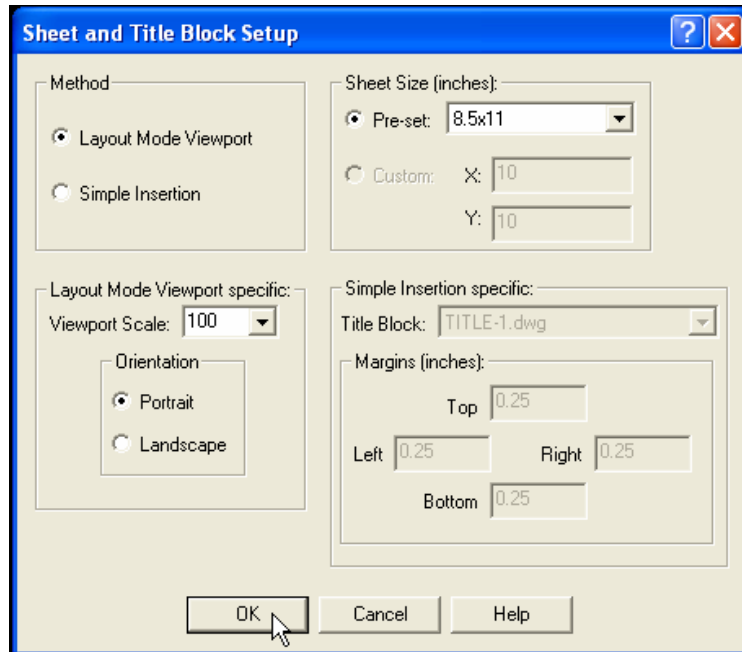 Sheet and Title Block Setup
Method
Layout Mode Viewport
Simple Insertion
Sheet Size (inches):
Pre-set: 8.5x11
Custom: X: 10
Y: 10
Layout Mode Viewport specific:
Viewport Scale: 100
Orientation
Portrait
Landscape
Simple Insertion specific:
Title Block: TITLE-1.dwg
Margins (inches):
Top 0.25
Left 0.25 Right 0.25
Bottom 0.25
OK Cancel Help